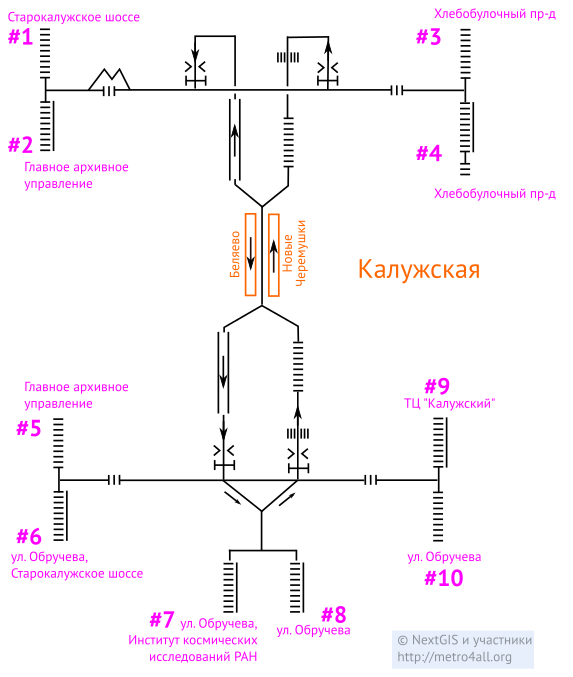 Старокалужское шоссе
#1
#2
Главное архивное
управление
Хлебобулочный пр-д
#3
#4
Хлебобулочный пр-д
Беляево
Новые
Черемушки
Калужская
Главное архивное
управление
#5
#6
ул. Обручева,
Старокалужское шоссе
#9
ТЦ "Калужский"
ул. Обручева
#10
#7 ул. Обручева,
Институт космических
исследований РАН
#8
ул. Обручева
© NextGIS и участники
http://metro4all.org